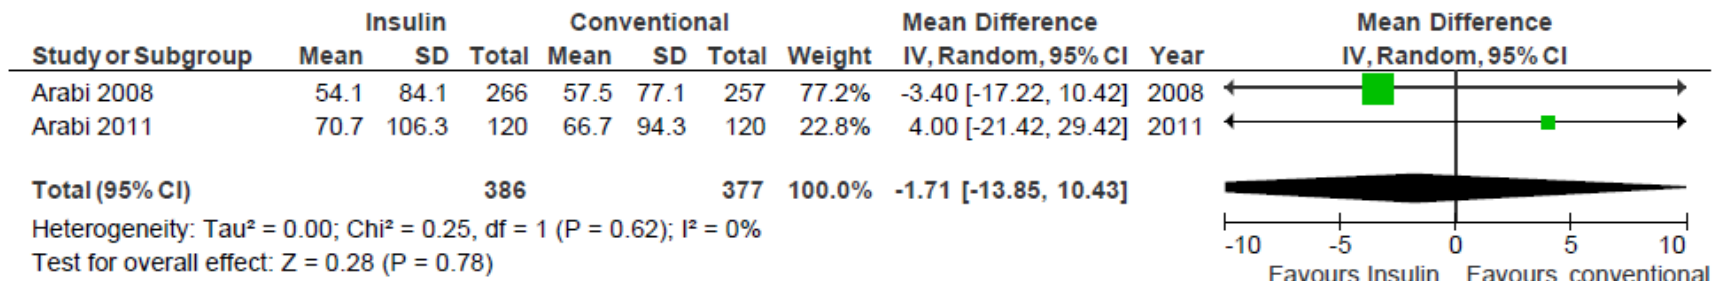 Insulin Conventional Mean Difference Mean Difference
Study or Subgroup Mean SD Total Mean SD Total Weight IV, Random, 95% CI Year IV, Random, 95% CI
Arabi 2008 54.1 84.1 266 57.5 77.1 257 77.2% -3.40 [-17.22, 10.42] 2008
Arabi 2011 70.7 106.3 120 66.7 94.3 120 22.8% 4.00 [-21.42, 29.42] 2011
Total (95% CI) 386 377 100.0% -1.71 [-13.85, 10.43]
Heterogeneity: Tau² = 0.00; Chi² = 0.25, df = 1 (P = 0.62); I² = 0%
Test for overall effect: Z = 0.28 (P = 0.78)
-10 -5 0 5 10
Favours Insulin Favours conventional